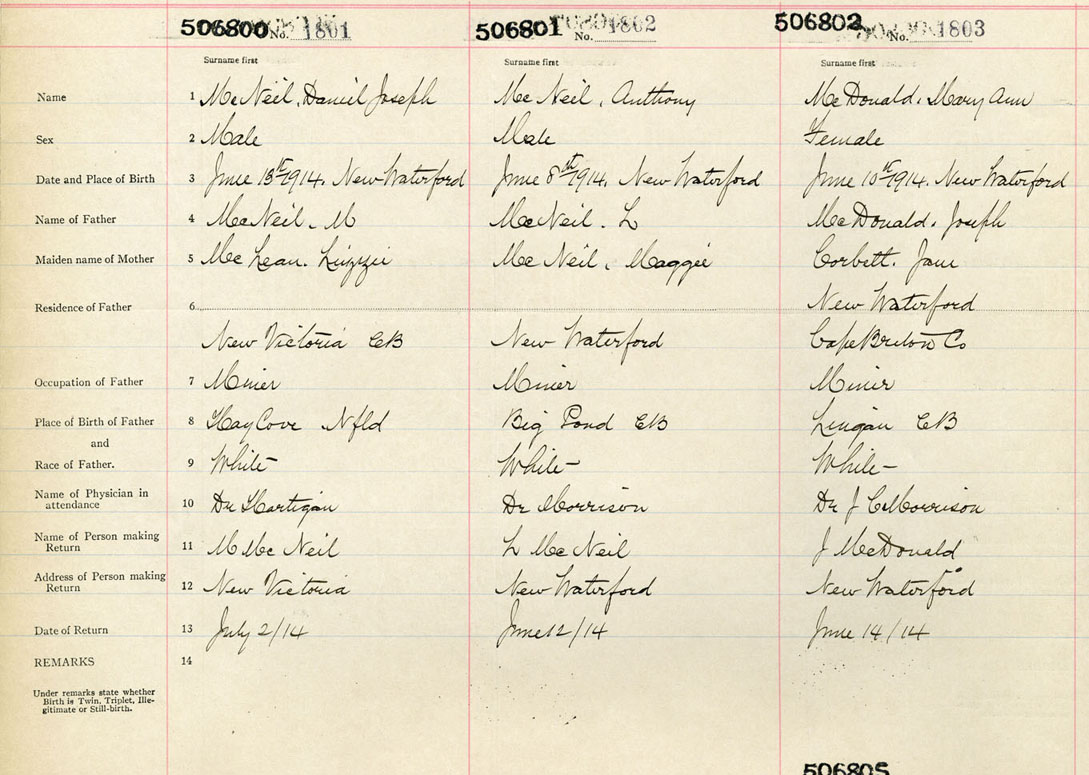 506800 No. 1801 506801 No. 1802 506802 No. 1803
Surname first Surname first Surname first
Name 1 McNeil, Daniel Joseph McNeil, Anthony McDonald, Mary Ann
Sex 2 Male Male Female
Date and Place of Birth 3 June 13th 1914. New Waterford June 8th 1914. New Waterford June 10th 1914. New Waterford
Name of Father 4 McNeil. M McNeil. L McDonald. Joseph
Maiden name of Mother 5 McLean. Lizzie McNeil, Maggie Corbett. Jane
Residence of Father 6 New Waterford
New Victoria CB New Waterford Cape Breton Co
Occupation of Father 7 Miner Miner Miner
Place of Birth of Father 8 Hay Cove Nfld Big Pond CB Lingan CB
and
Race of Father. 9 White White White
Name of Physician in
attendance 10 Dr Hartigan Dr Morrison Dr J C Morrison
Name of Person making
Return 11 M McNeil L McNeil J McDonald
Address of Person making
Return 12 New Victoria New Waterford New Waterford
Date of Return 13 July 2/14 June 12/14 June 14/14
REMARKS 14
Under remarks state whether
Birth is Twin, Triplet, Ille-
gitimate or Still-birth.
506805